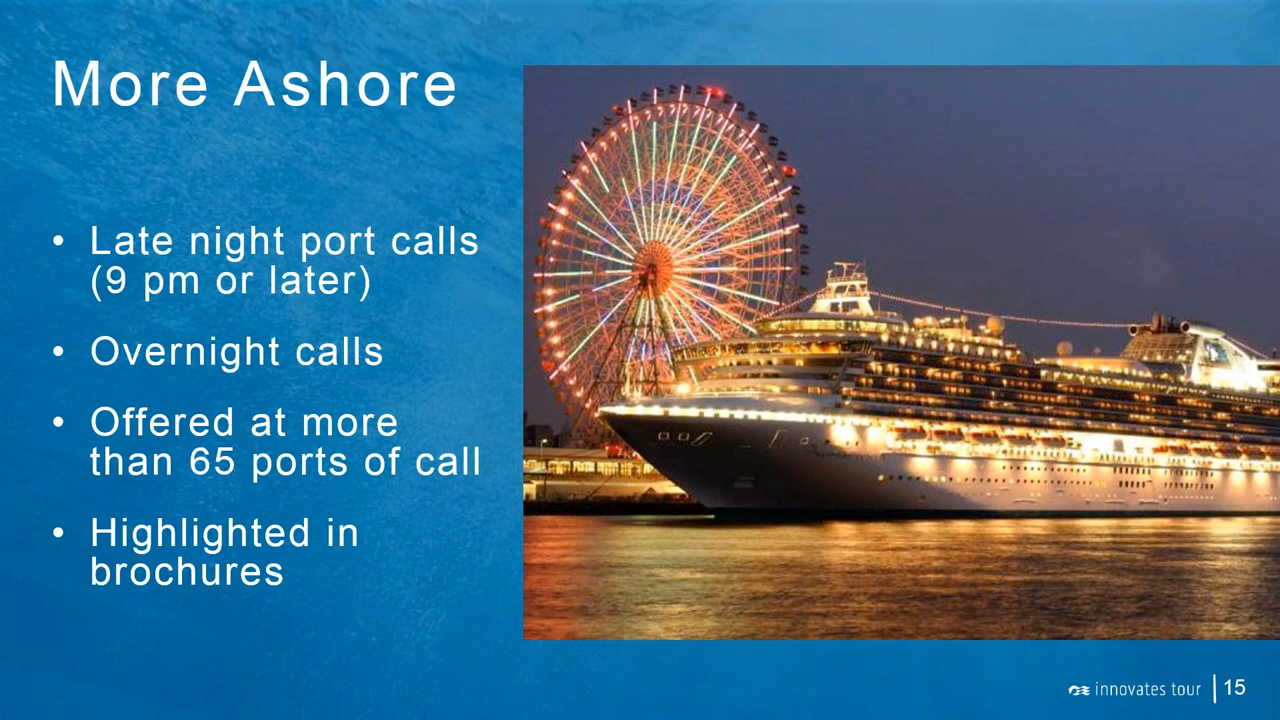 More Ashore
• Late night port calls
(9 pm or later)
• Overnight calls
• Offered at more
than 65 ports of call
• Highlighted in
brochures
innovates tour | 15